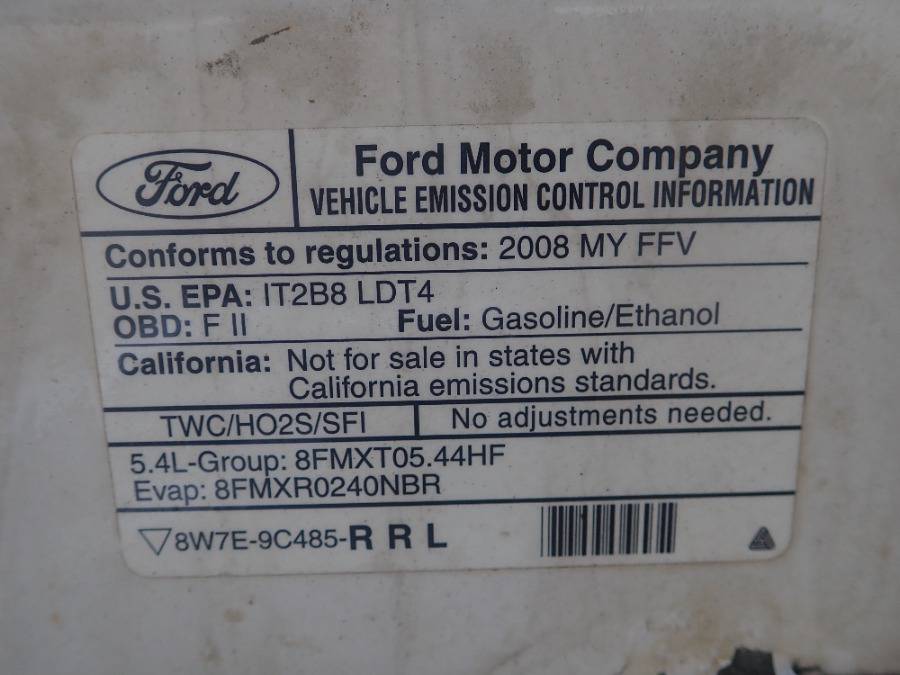 Ford
Ford Motor Company
VEHICLE EMISSION CONTROL INFORMATION
Conforms to regulations: 2008 MY FFV
U.S. EPA: IT2B8 LDT4
OBD: F II Fuel: Gasoline/Ethanol
California: Not for sale in states with
California emissions standards.
TWC/HO2S/SFI No adjustments needed.
5.4L-Group: 8FMXT05.44HF
Evap: 8FMXR0240NBR
▽8W7E-9C485-R R L